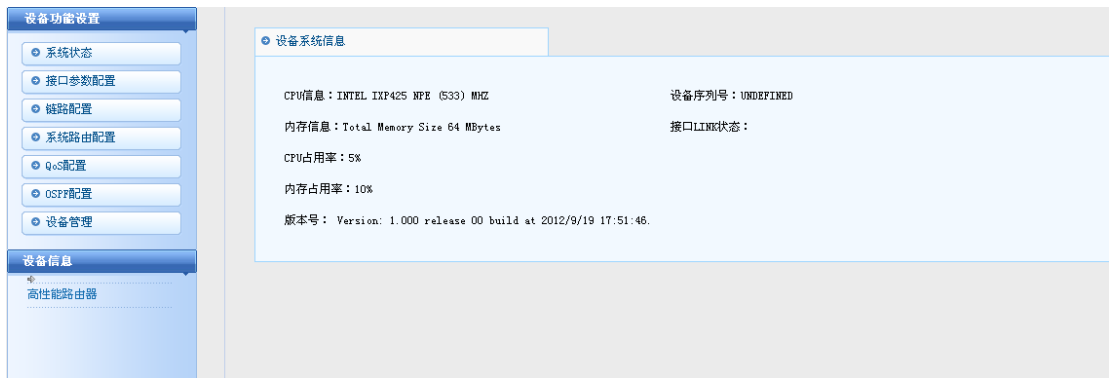 设备功能设置
系统状态
接口参数配置
链路配置
系统路由配置
QoS配置
OSPF配置
设备管理
设备信息
高性能路由器
设备系统信息
CPU信息：INTEL IXP425 NPE (533) MHZ
设备序列号：UNDEFINED
内存信息：Total Memory Size 64 MBytes
接口LINK状态：
CPU占用率：5%
内存占用率：10%
版本号： Version: 1.000 release 00 build at 2012/9/19 17:51:46.